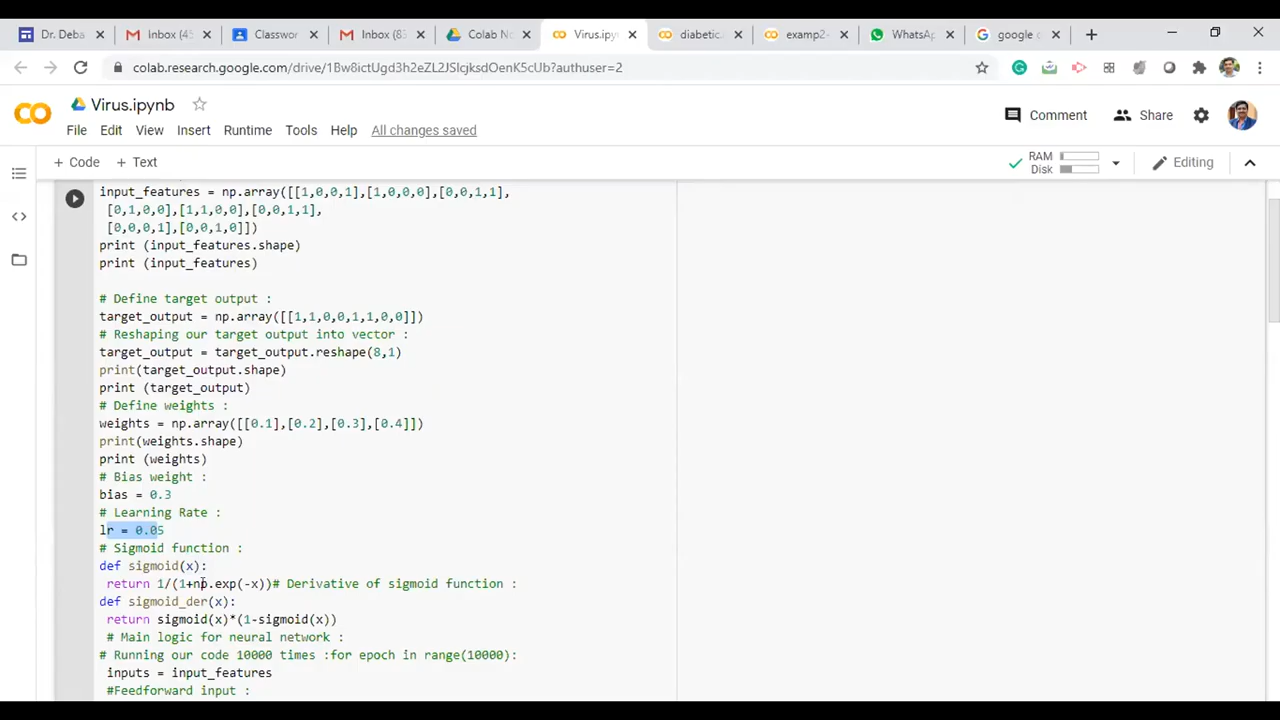 Dr. Deba
Inbox (45
Classwor
Inbox (83
Colab No
Virus.ipyn
diabetic.
examp2-
WhatsAp
google c
colab.research.google.com/drive/1Bw8ictUgd3h2eZL2JSlcjksdOenK5cUb?authuser=2
Virus.ipynb
Comment
Share
File Edit View Insert Runtime Tools Help All changes saved
+ Code + Text
RAM
Disk
Editing
input_features = np.array([[1,0,0,1],[1,0,0,0],[0,0,1,1],
[0,1,0,0],[1,1,0,0],[0,0,1,1],
[0,0,0,1],[0,0,1,0]])
print (input_features.shape)
print (input_features)
# Define target output :
target_output = np.array([[1,1,0,0,1,1,0,0]])
# Reshaping our target output into vector :
target_output = target_output.reshape(8,1)
print(target_output.shape)
print (target_output)
# Define weights :
weights = np.array([[0.1],[0.2],[0.3],[0.4]])
print(weights.shape)
print (weights)
# Bias weight :
bias = 0.3
# Learning Rate :
lr = 0.05
# Sigmoid function :
def sigmoid(x):
return 1/(1+np.exp(-x))# Derivative of sigmoid function :
def sigmoid_der(x):
return sigmoid(x)*(1-sigmoid(x))
# Main logic for neural network :
# Running our code 10000 times :for epoch in range(10000):
inputs = input_features
#Feedforward input :